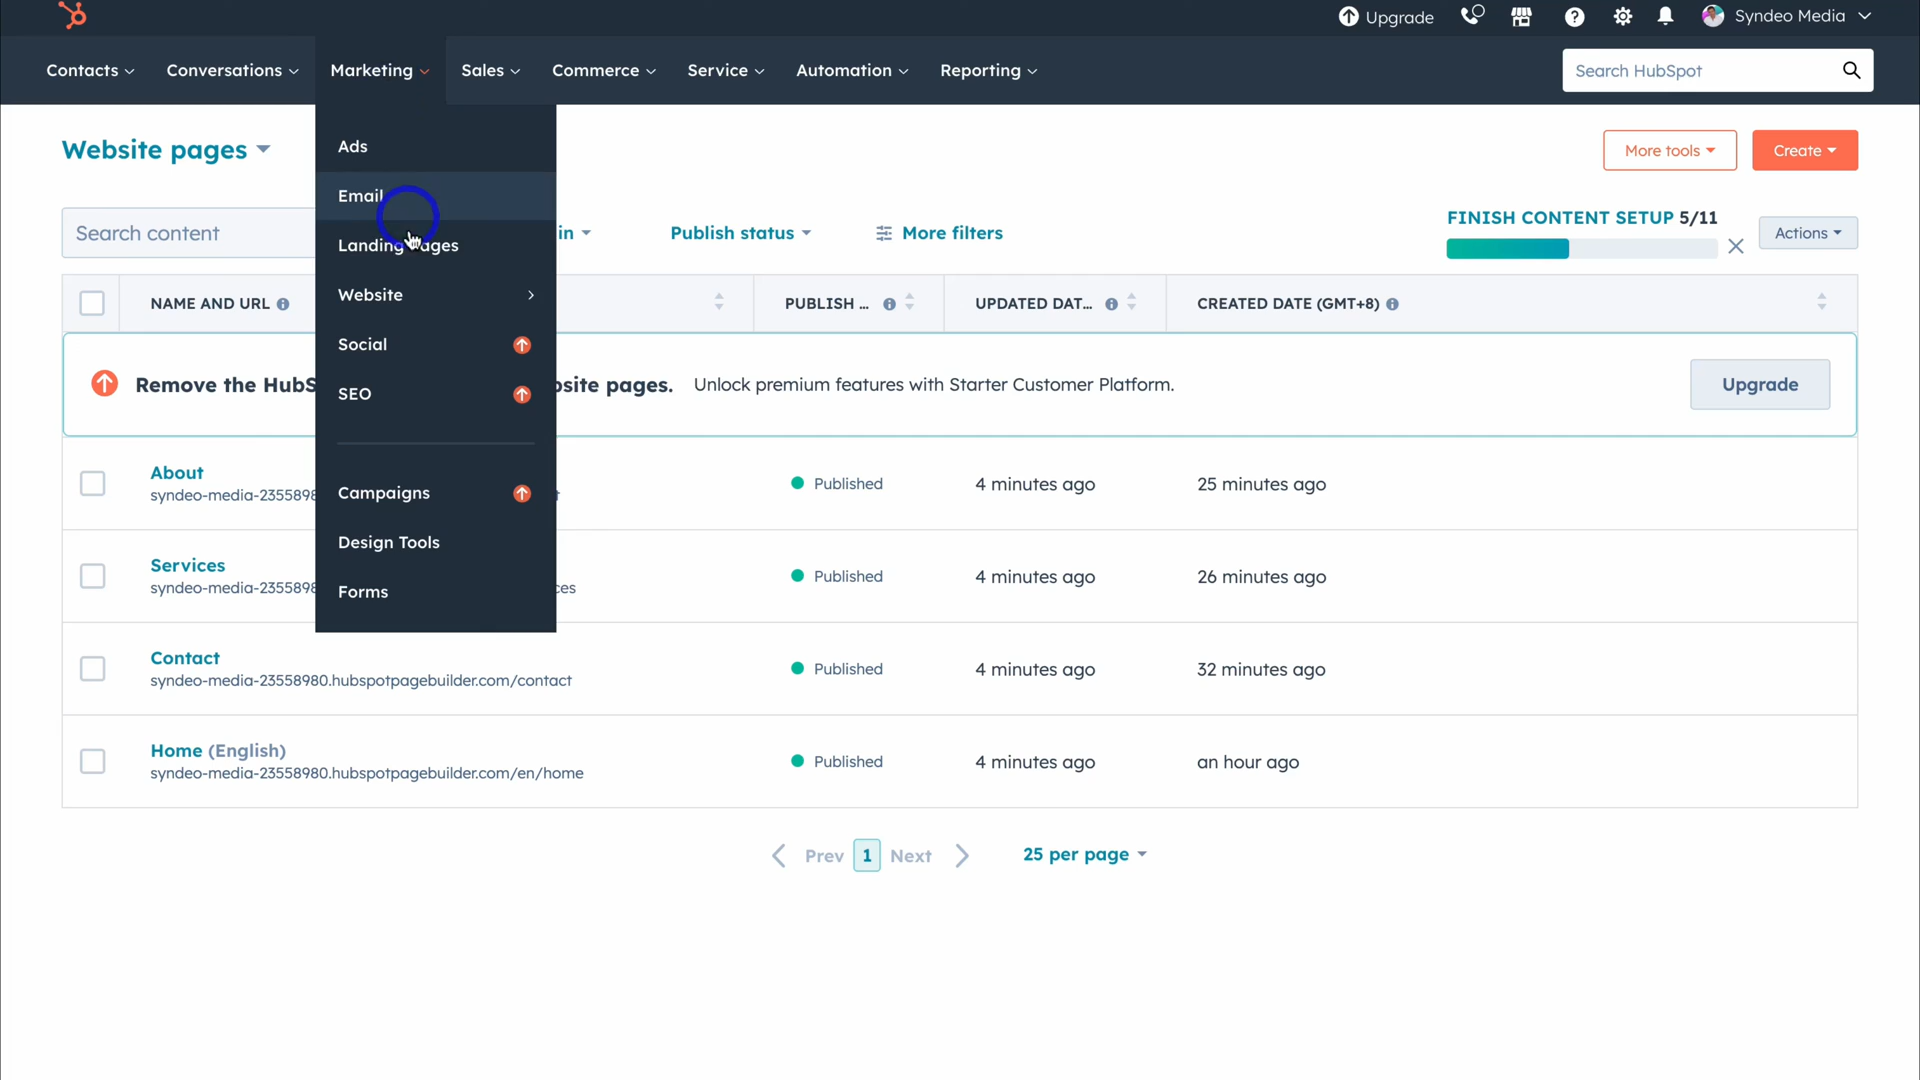 Upgrade
Syndeo Media
Contacts
Conversations
Marketing
Sales
Commerce
Service
Automation
Reporting
Search HubSpot
Website pages
More tools
Create
Ads
Email
Landing Pages
Website
Social
SEO
Campaigns
Design Tools
Forms
Search content
in
Publish status
More filters
FINISH CONTENT SETUP 5/11
Actions
NAME AND URL
PUBLISH ...
UPDATED DAT...
CREATED DATE (GMT+8)
Remove the HubS
bsite pages.
Unlock premium features with Starter Customer Platform.
Upgrade
About
syndeo-media-2355898
Published
4 minutes ago
25 minutes ago
Services
syndeo-media-2355898
ces
Published
4 minutes ago
26 minutes ago
Contact
syndeo-media-23558980.hubspotpagebuilder.com/contact
Published
4 minutes ago
32 minutes ago
Home (English)
syndeo-media-23558980.hubspotpagebuilder.com/en/home
Published
4 minutes ago
an hour ago
Prev
1
Next
25 per page